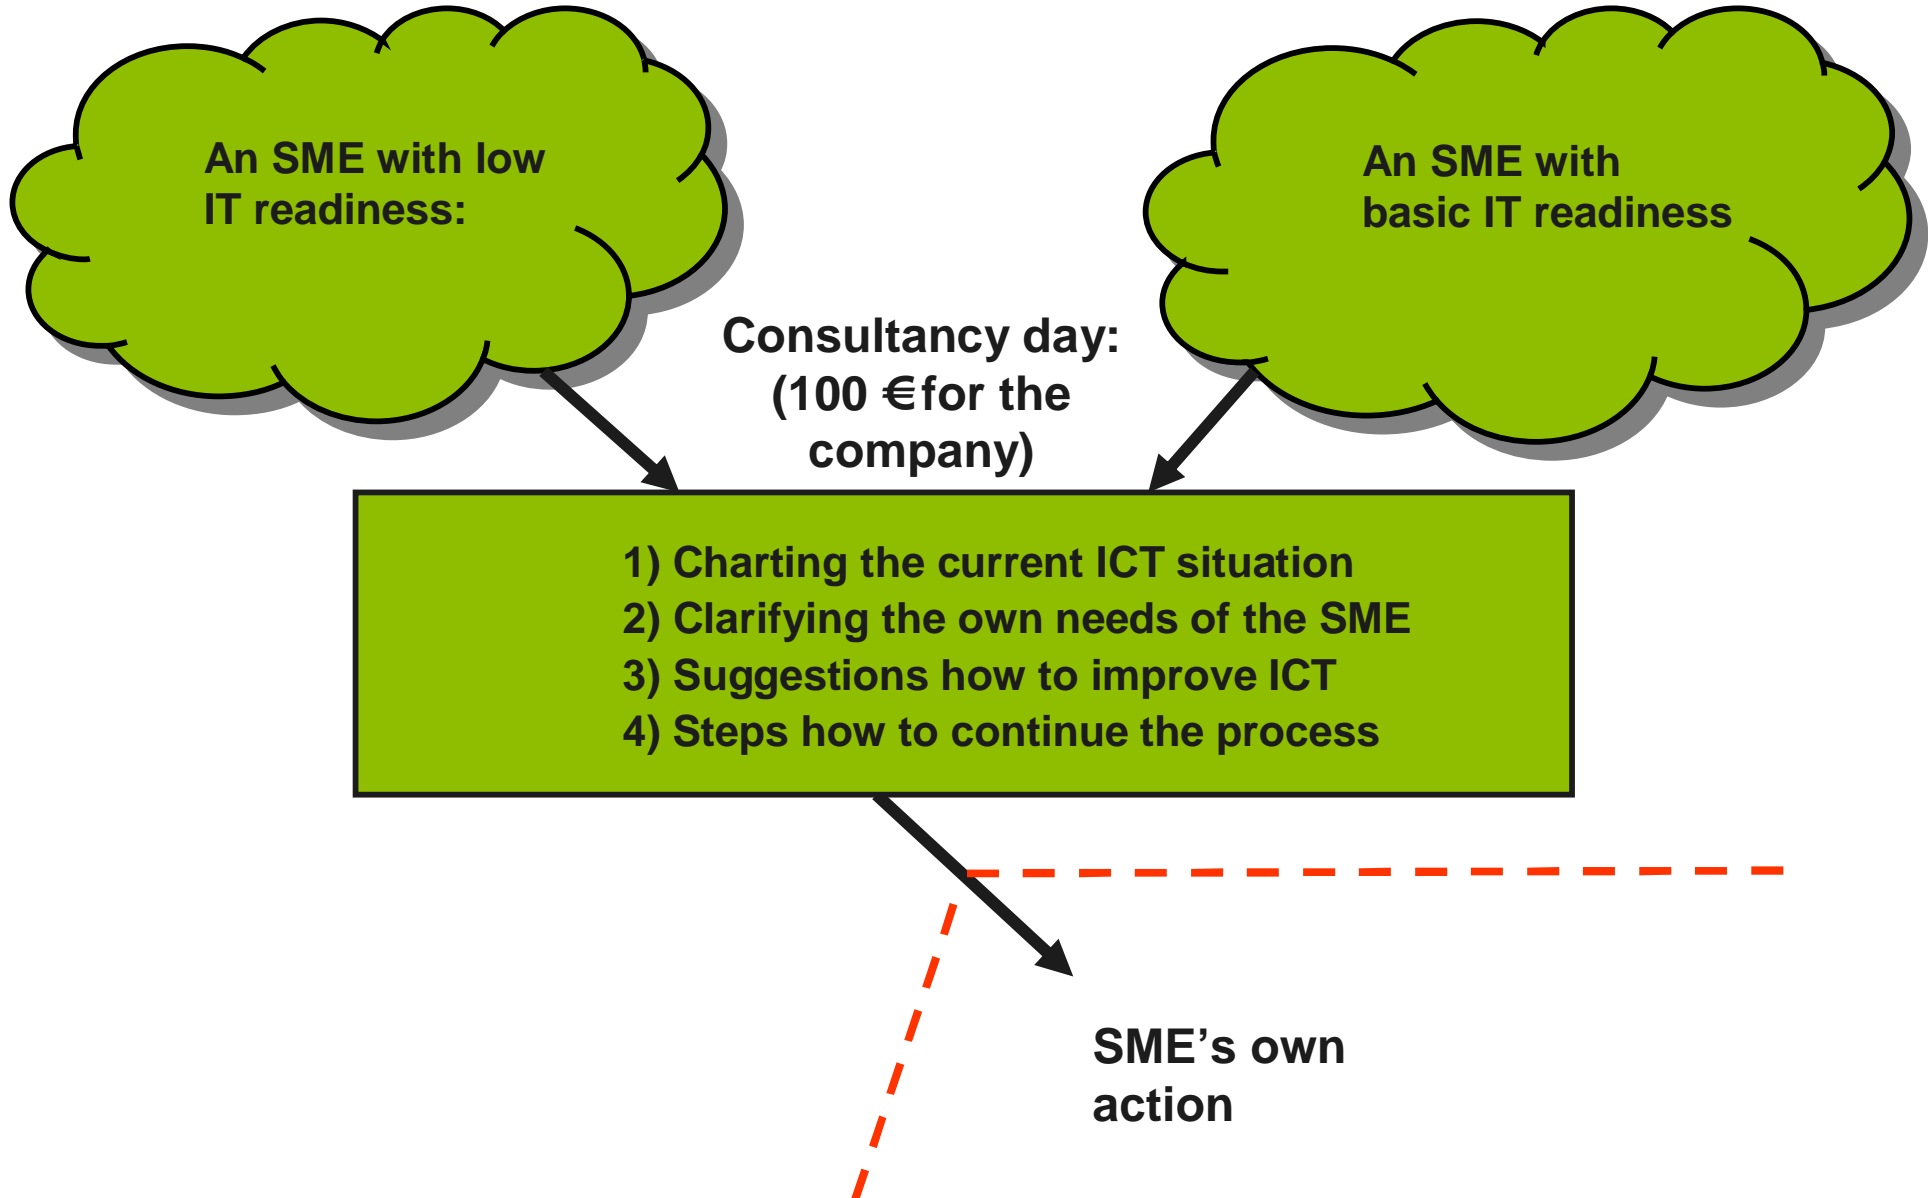 An SME with low
IT readiness:
An SME with
basic IT readiness
Consultancy day:
(100 €for the
company)
1) Charting the current ICT situation
2) Clarifying the own needs of the SME
3) Suggestions how to improve ICT
4) Steps how to continue the process
SME’s own
action